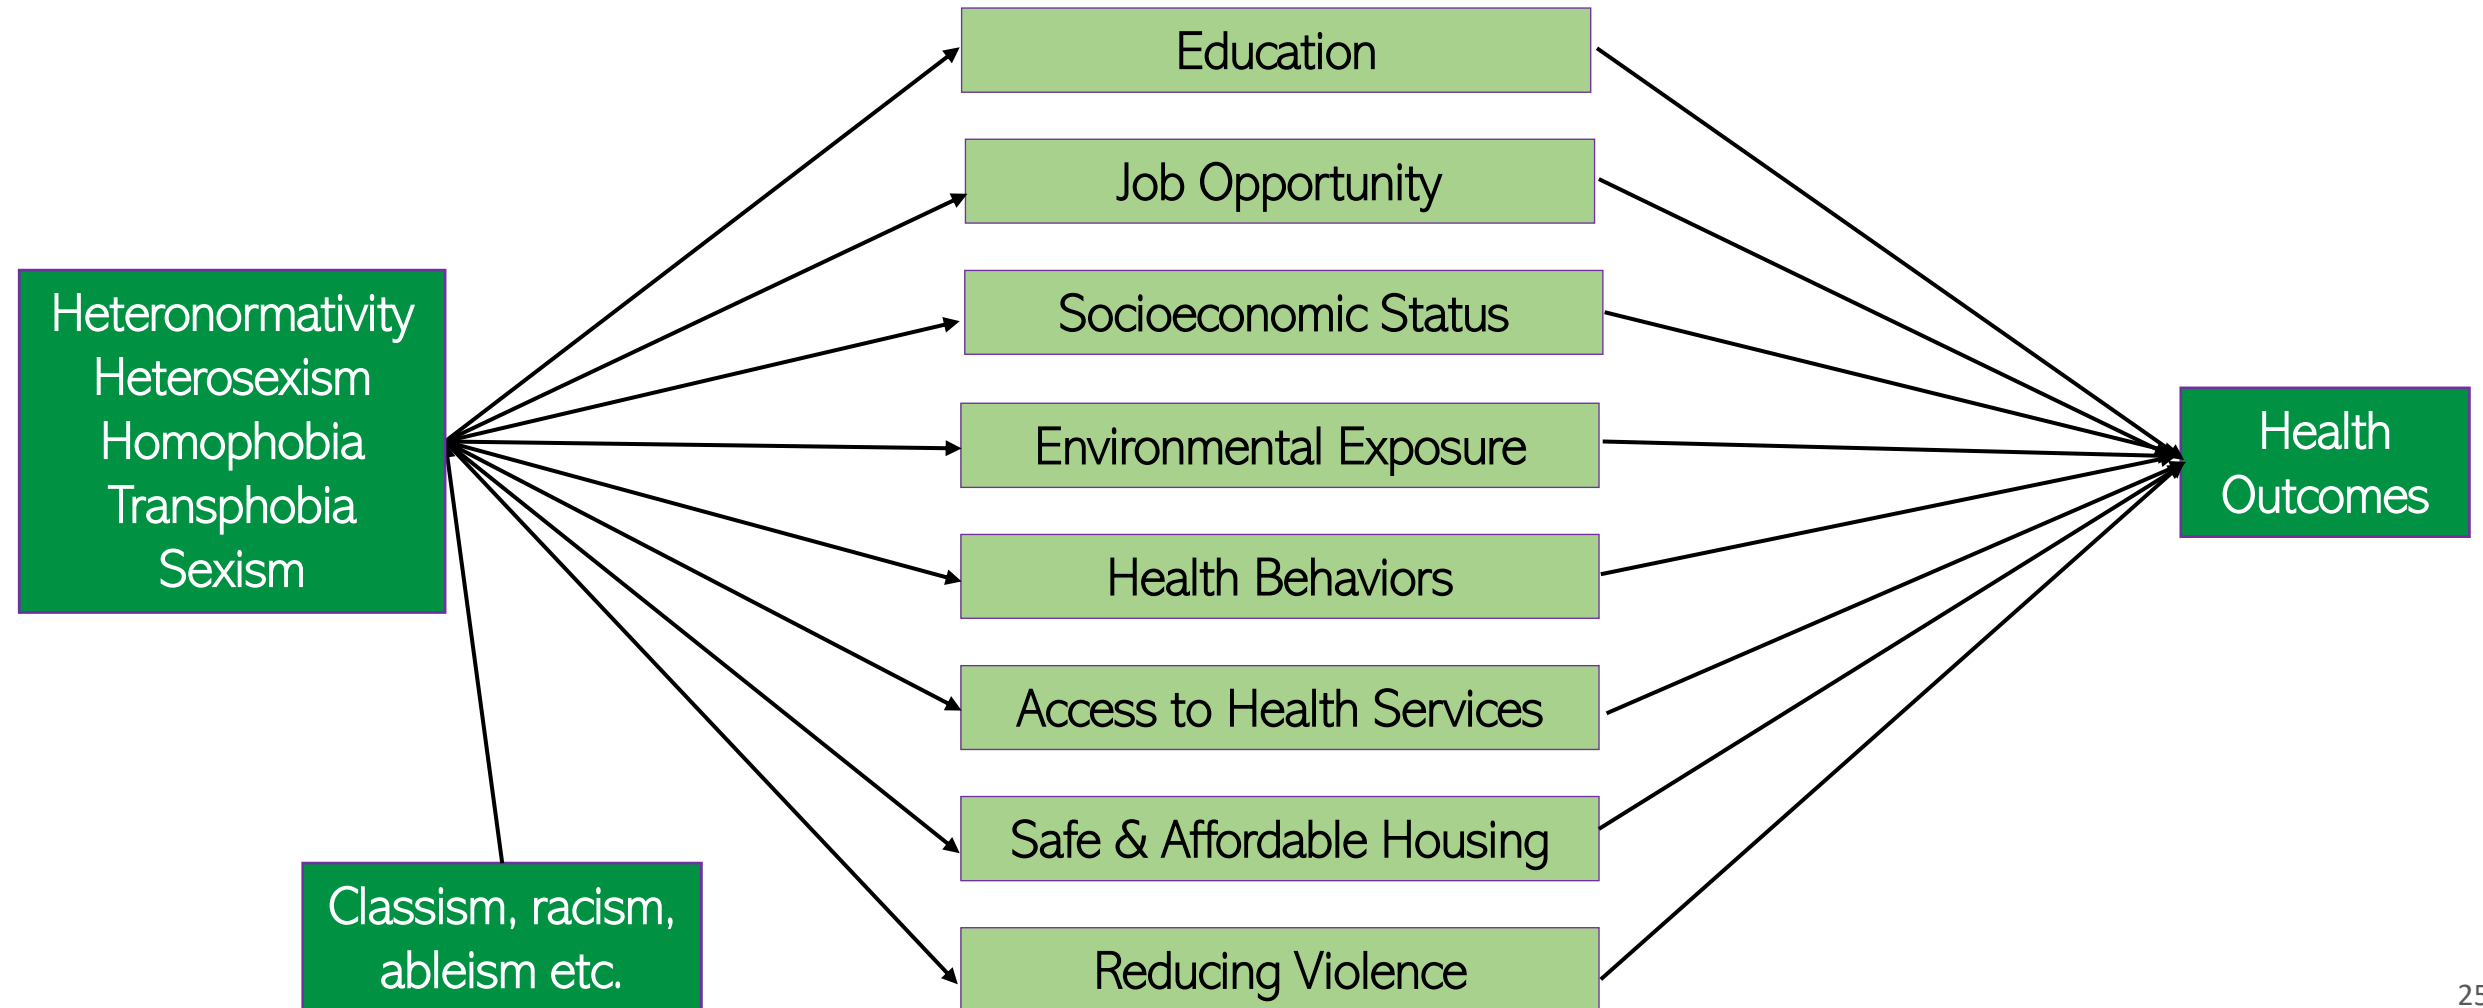 Heteronormativity
Heterosexism
Homophobia
Transphobia
Sexism
Classism, racism,
ableism etc.
Education
Job Opportunity
Socioeconomic Status
Environmental Exposure
Health Behaviors
Access to Health Services
Safe & Affordable Housing
Reducing Violence
Health
Outcomes
25